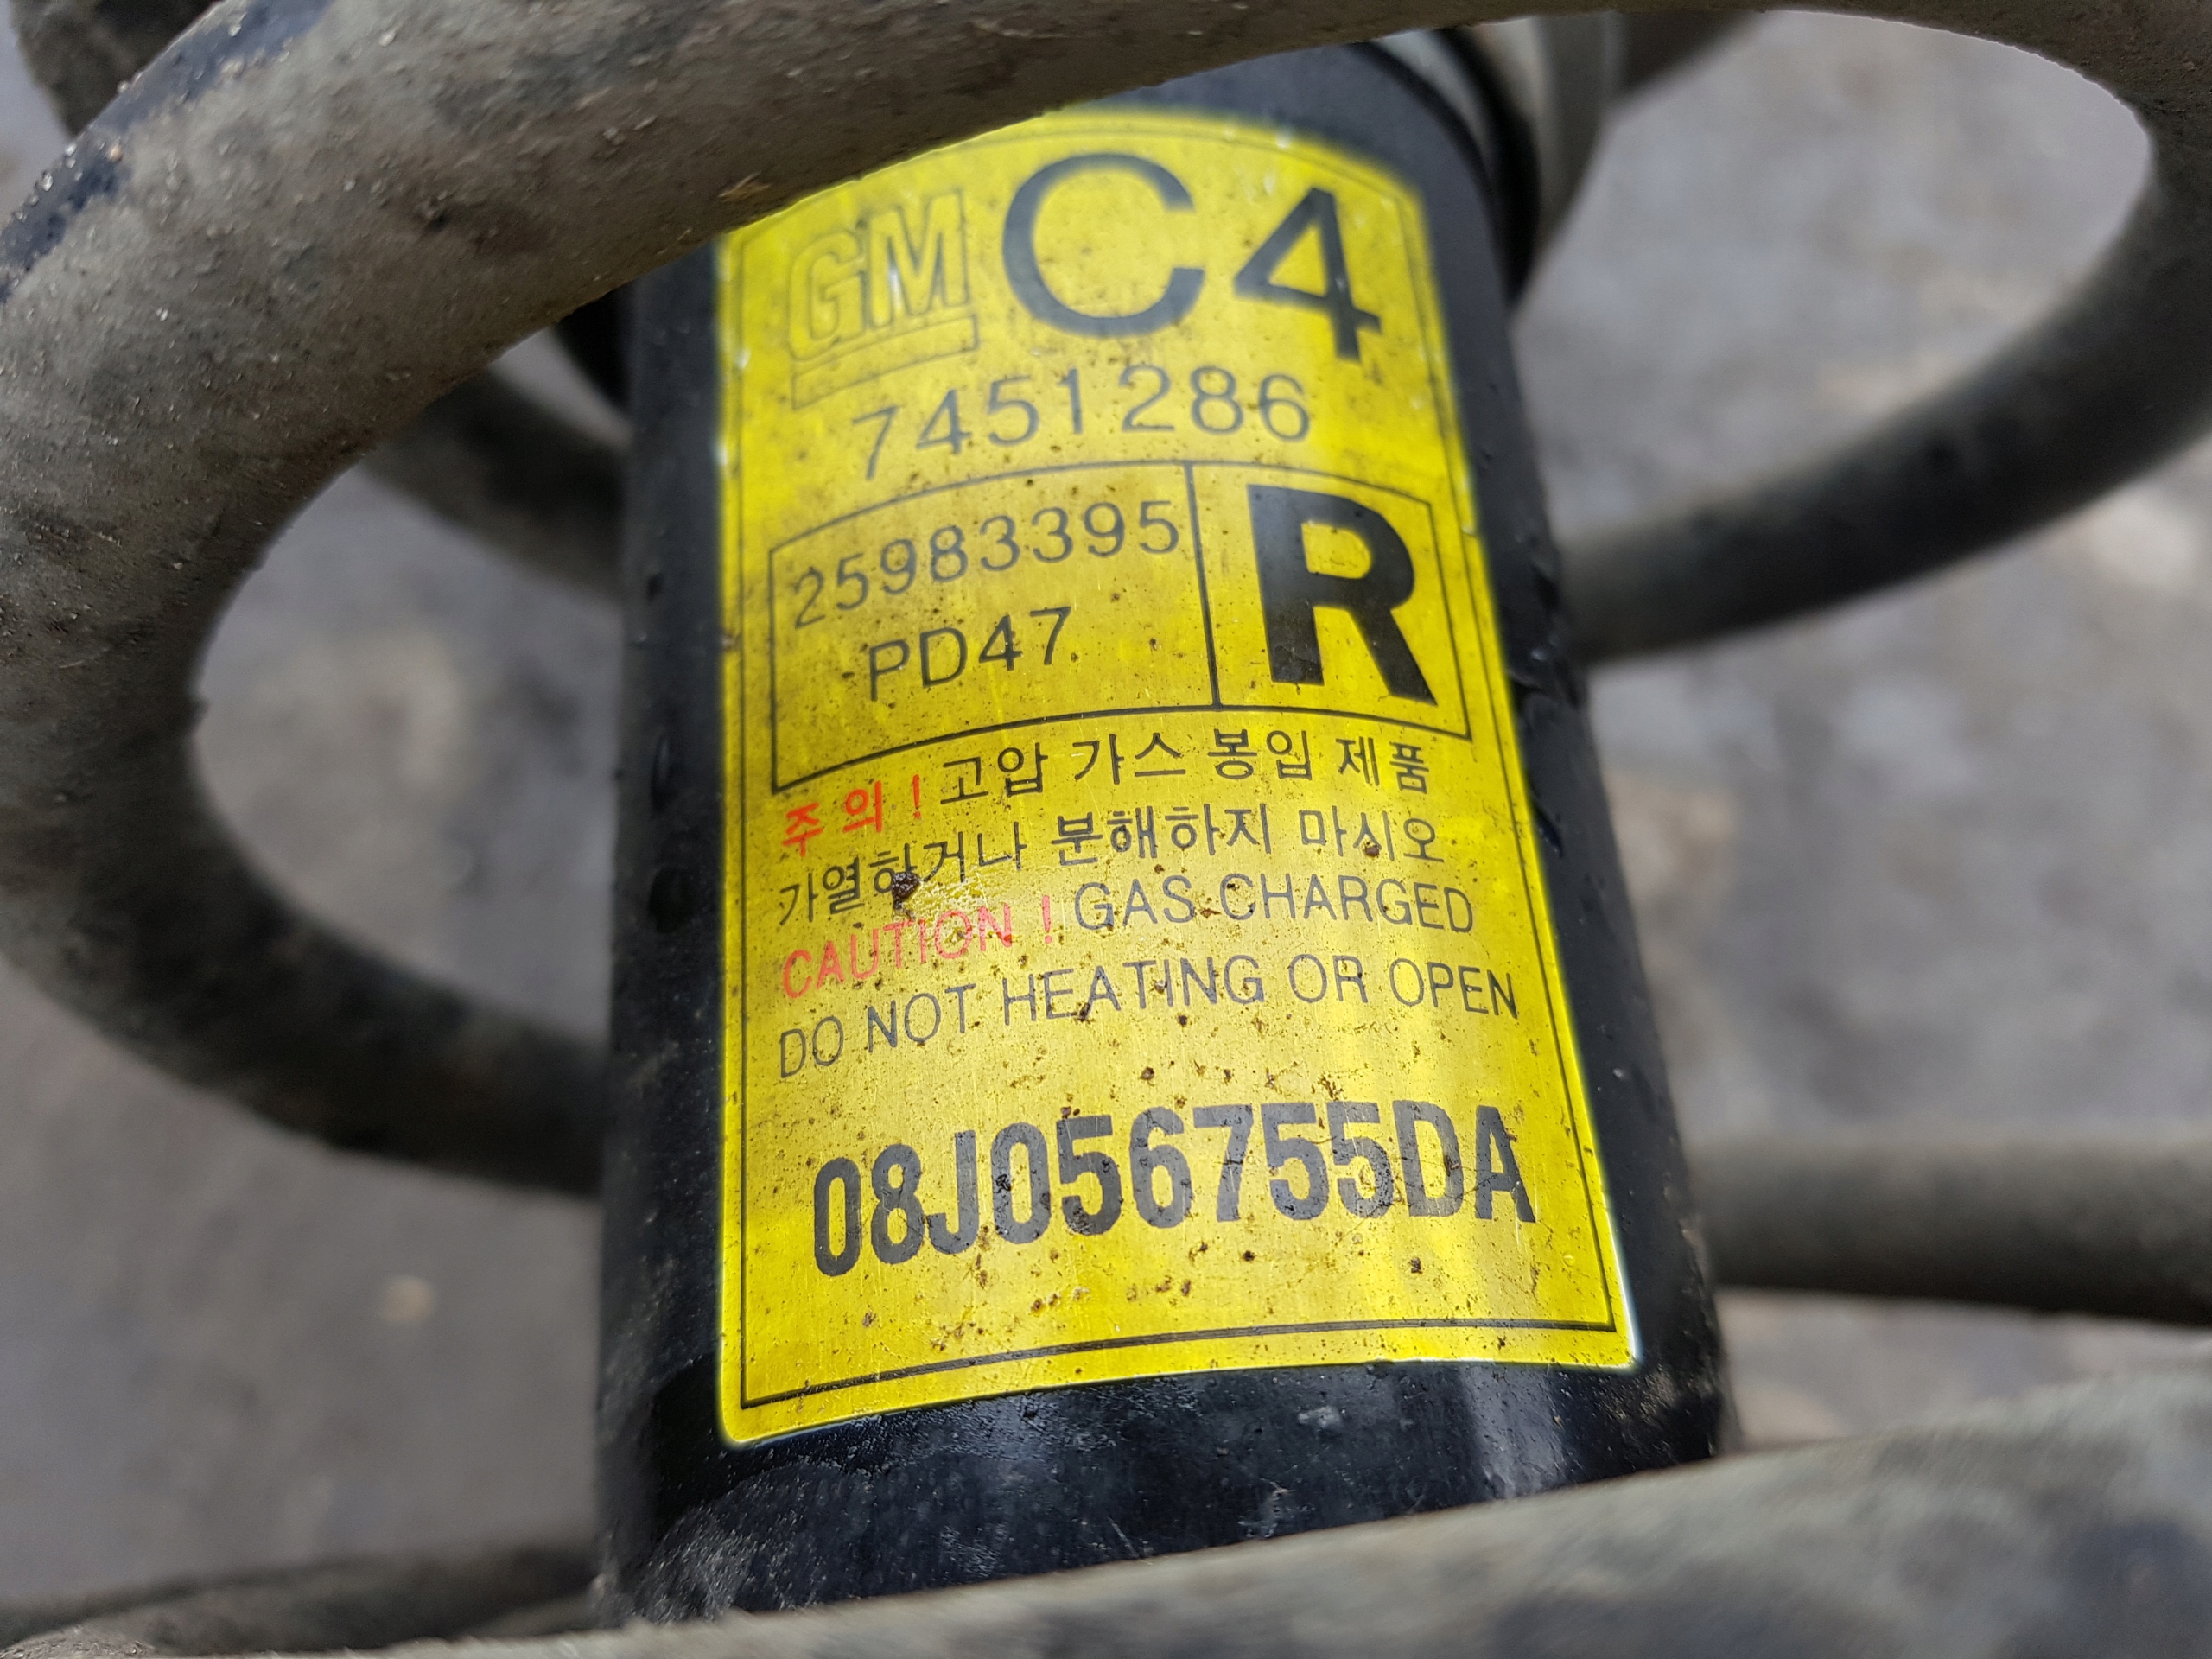 GM C4
7451286
25983395 R
PD47
주의! 고압 가스 봉입 제품
가열하거나 분해하지 마시오
CAUTION! GAS CHARGED
DO NOT HEATING OR OPEN
08J056755DA